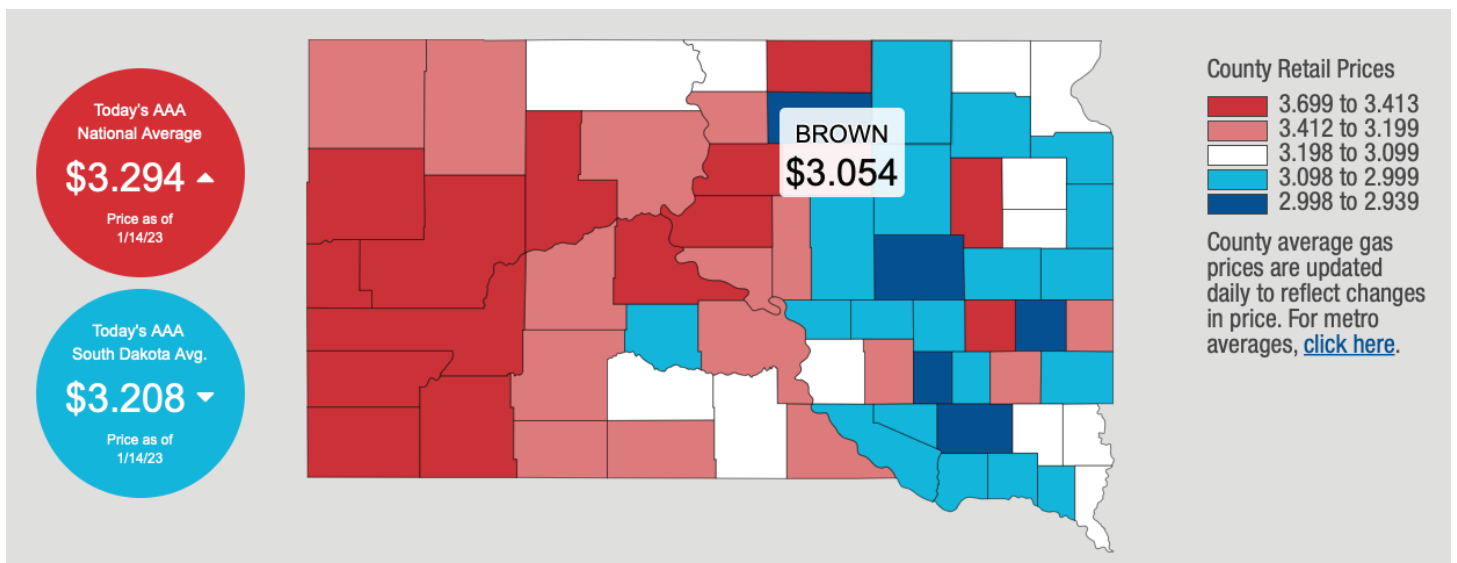 Today's AAA
National Average
$3.294
Price as of
1/14/23
Today's AAA
South Dakota Avg.
$3.208
Price as of
1/14/23
BROWN
$3.054
County Retail Prices
3.699 to 3.413
3.412 to 3.199
3.198 to 3.099
3.098 to 2.999
2.998 to 2.939
County average gas
prices are updated
daily to reflect changes
in price. For metro
averages, click here.